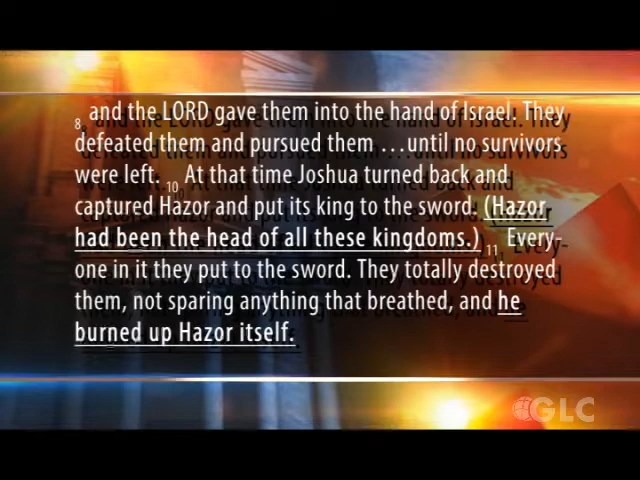 8 and the LORD gave them into the hand of Israel. They
defeated them and pursued them …until no survivors
were left. 10 At that time Joshua turned back and
captured Hazor and put its king to the sword. (Hazor
had been the head of all these kingdoms.) 11 Every-
one in it they put to the sword. They totally destroyed
them, not sparing anything that breathed, and he
burned up Hazor itself.
GLC